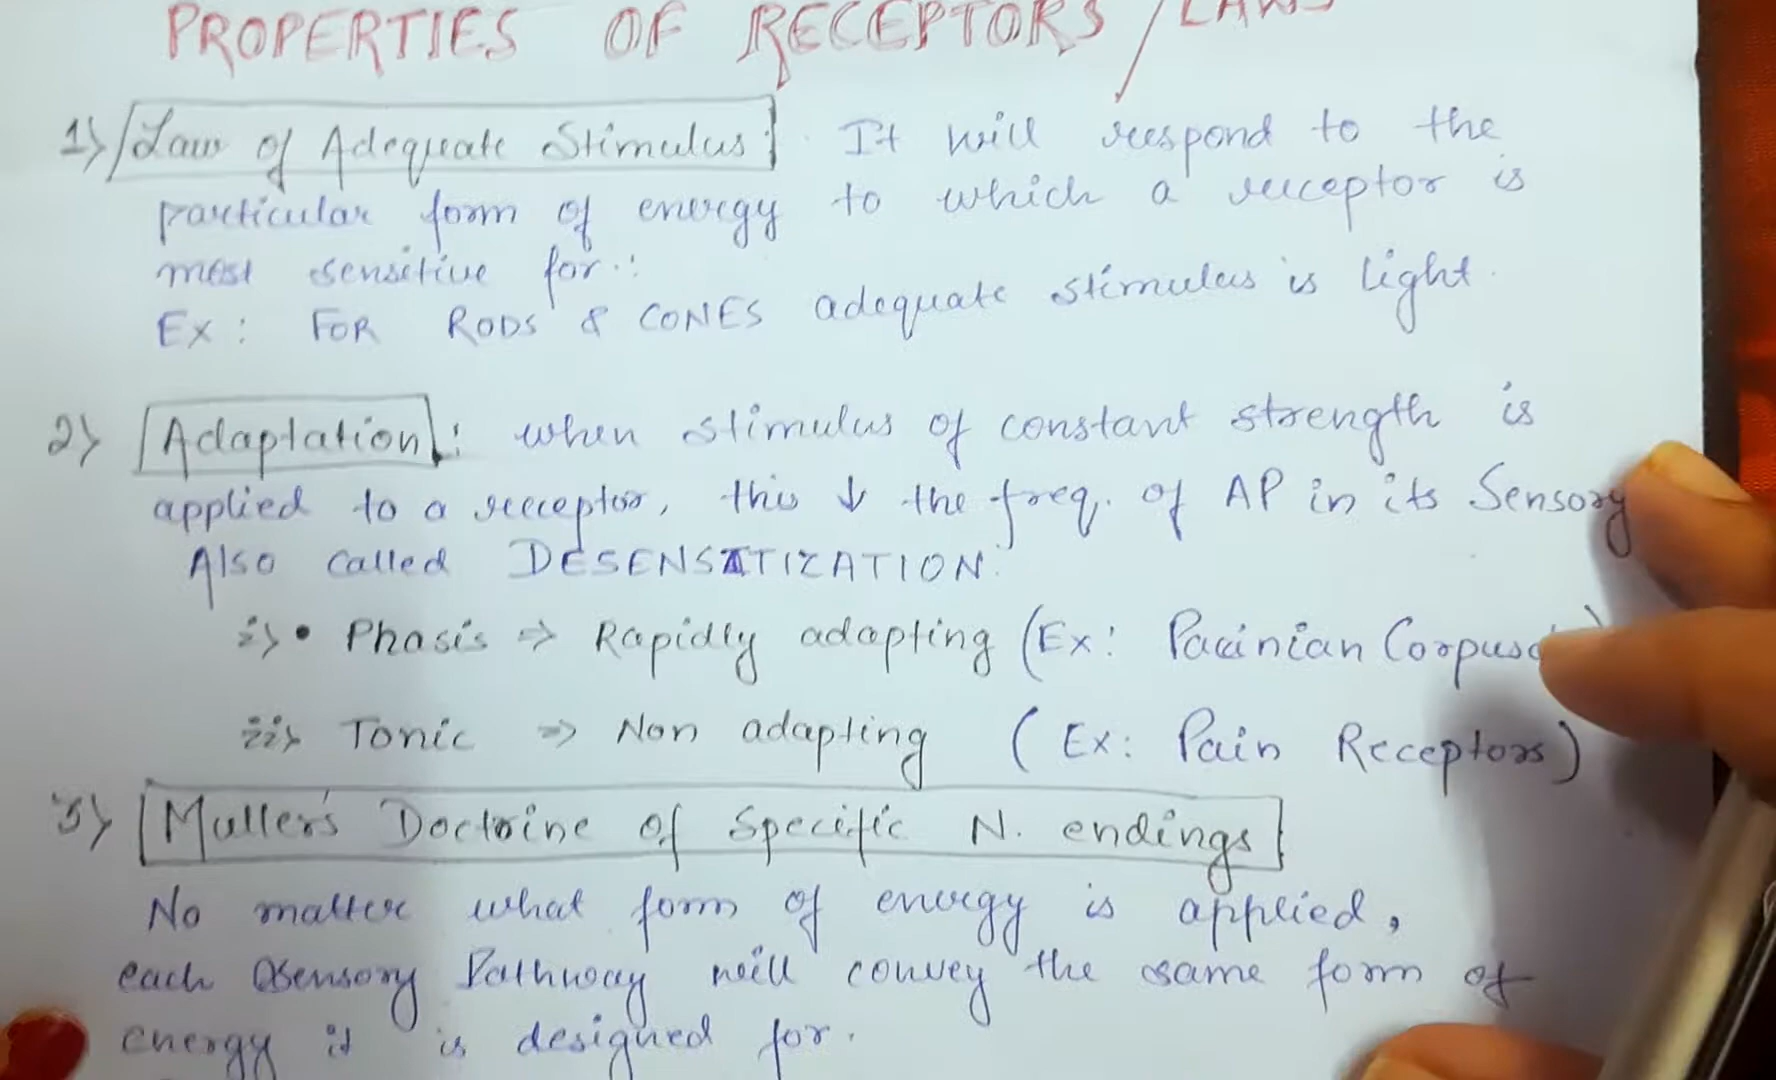 PROPERTIES OF RECEPTORS / LAWS
1) Law of Adequate Stimulus: It will respond to the
particular form of energy to which a receptor is
most sensitive for.:
Ex: FOR RODS & CONES adequate stimulus is light.
2) Adaptation: when stimulus of constant strength is
applied to a receptor, this ↓ the freq. of AP in its Sensory
Also called DESENSITIZATION.
i) • Phasis ⇒ Rapidly adapting (Ex: Pacinian Corpusc
ii) Tonic ⇒ Non adapting (Ex: Pain Receptors)
3) Muller's Doctrine of Specific N. endings
No matter what form of energy is applied,
each Sensory Pathway will convey the same form of
energy it is designed for.